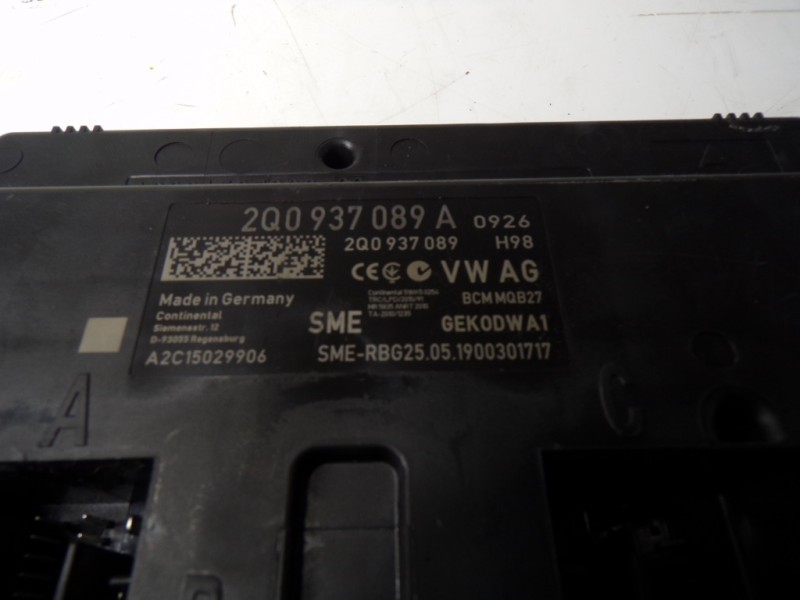 2Q0 937 089 A 0926
2Q0 937 089 H98
CE VW AG
BCM MQB27
Made in Germany
Continental
Siemensstr. 12
D-93055 Regensburg
A2C15029906
SME
GEK0DWA1
SME-RBG25.05.1900301717
A
C